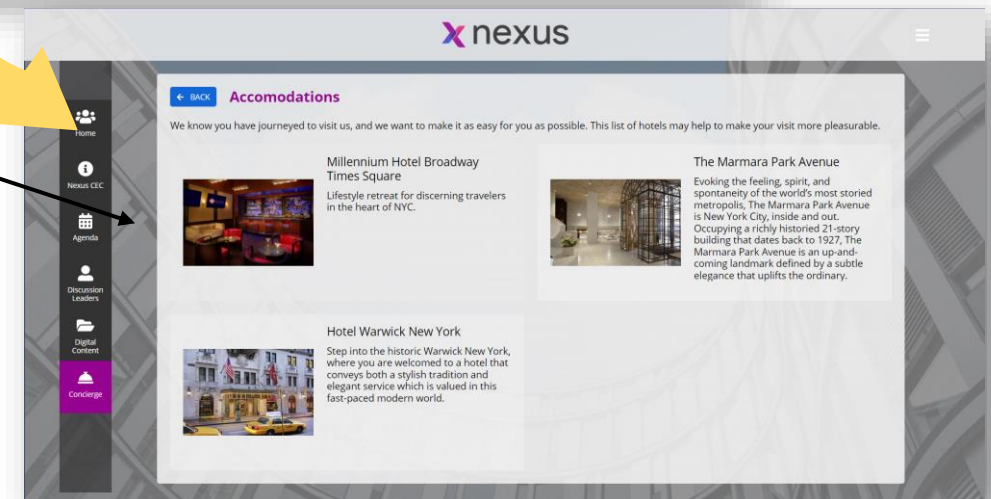 nexus
BACK
Accomodations
We know you have journeyed to visit us, and we want to make it as easy for you as possible. This list of hotels may help to make your visit more pleasurable.
Home
Nexus CEC
Agenda
Discussion
Leaders
Digital
Content
Concierge
Millennium Hotel Broadway
Times Square
Lifestyle retreat for discerning travelers
in the heart of NYC.
The Marmara Park Avenue
Evoking the feeling, spirit, and
spontaneity of the world's most storied
metropolis, The Marmara Park Avenue
is New York City, inside and out.
Occupying a richly historied 21-story
building that dates back to 1927, The
Marmara Park Avenue is an up-and-
coming landmark defined by a subtle
elegance that uplifts the ordinary.
Hotel Warwick New York
Step into the historic Warwick New York,
where you are welcomed to a hotel that
conveys both a stylish tradition and
elegant service which is valued in this
fast-paced modern world.